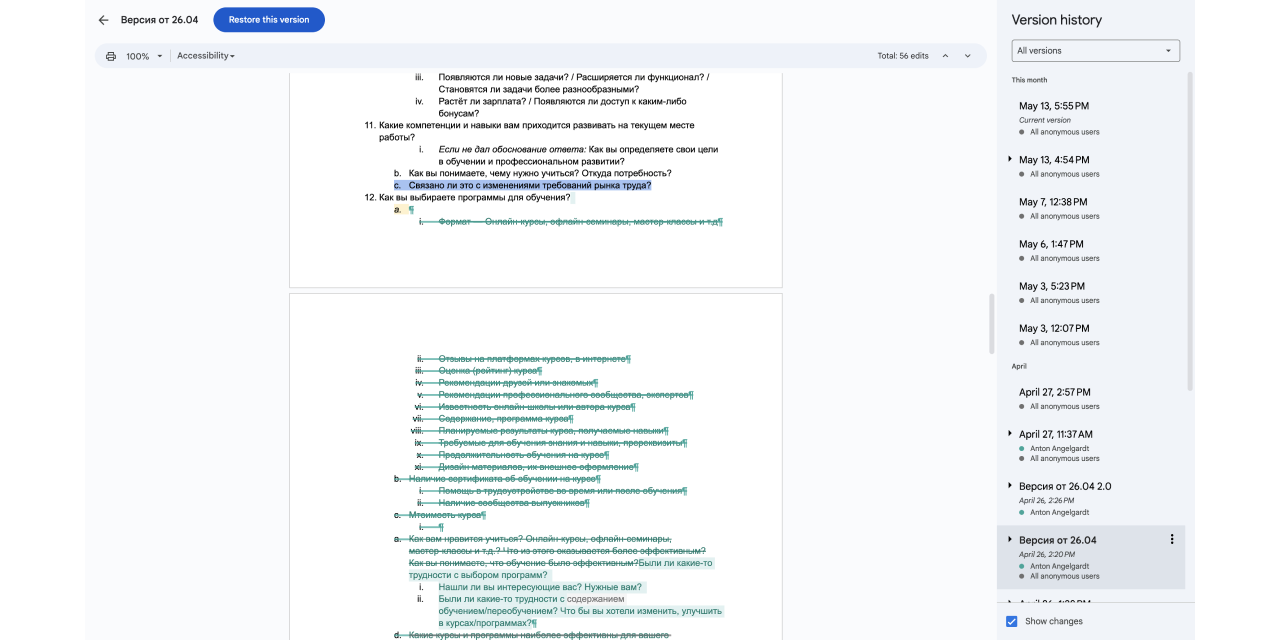 Версия от 26.04
Restore this version
100%
Accessibility
Total: 56 edits
iii. Появляются ли новые задачи? / Расширяется ли функционал? /
Становятся ли задачи более разнообразными?
iv. Растёт ли зарплата? / Появляются ли доступ к каким-либо
бонусам?
11. Какие компетенции и навыки вам приходится развивать на текущем месте
работы?
i. Если не дал обоснование ответа: Как вы определяете свои цели
в обучении и профессиональном развитии?
b. Как вы понимаете, чему нужно учиться? Откуда потребность?
c. Связано ли это с изменениями требований рынка труда?
12. Как вы выбираете программы для обучения?
a. ¶
i. Формат — Онлайн-курсы, офлайн-семинары, мастер-классы и т.д¶
ii. Отзывы на платформах курсов, в интернете¶
iii. Оценка (рейтинг) курса¶
iv. Рекомендации друзей или знакомых¶
v. Рекомендации профессионального сообщества, экспертов¶
vi. Известность онлайн-школы или автора курса¶
vii. Содержание, программа курса¶
viii. Планируемые результаты курса, получаемые навыки¶
ix. Требуемые для обучения знания и навыки, пререквизиты¶
x. Продолжительность обучения на курсе¶
xi. Дизайн материалов, их внешнее оформление¶
b. Наличие сертификата об обучении на курсе¶
i. Помощь в трудоустройстве во время или после обучения¶
ii. Наличие сообщества выпускников¶
c. Мтоимость курса¶
i. ¶
a. Как вам нравится учиться? Онлайн-курсы, офлайн-семинары,
мастер-классы и т.д.? Что из этого оказывается более эффективным?
Как вы понимаете, что обучение было эффективным?Были ли какие-то
трудности с выбором программ?
i. Нашли ли вы интересующие вас? Нужные вам?
ii. Были ли какие-то трудности с содержанием
обучением/переобучением? Что бы вы хотели изменить, улучшить
в курсах/программах?¶
d. Какие курсы и программы наиболее эффективны для вашего
Version history
All versions
This month
May 13, 5:55 PM
Current version
All anonymous users
May 13, 4:54 PM
All anonymous users
May 7, 12:38 PM
All anonymous users
May 6, 1:47 PM
All anonymous users
May 3, 5:23 PM
All anonymous users
May 3, 12:07 PM
All anonymous users
April
April 27, 2:57 PM
All anonymous users
April 27, 11:37 AM
Anton Angelgardt
All anonymous users
Версия от 26.04 2.0
April 26, 2:26 PM
Anton Angelgardt
Версия от 26.04
April 26, 2:20 PM
Anton Angelgardt
All anonymous users
Show changes